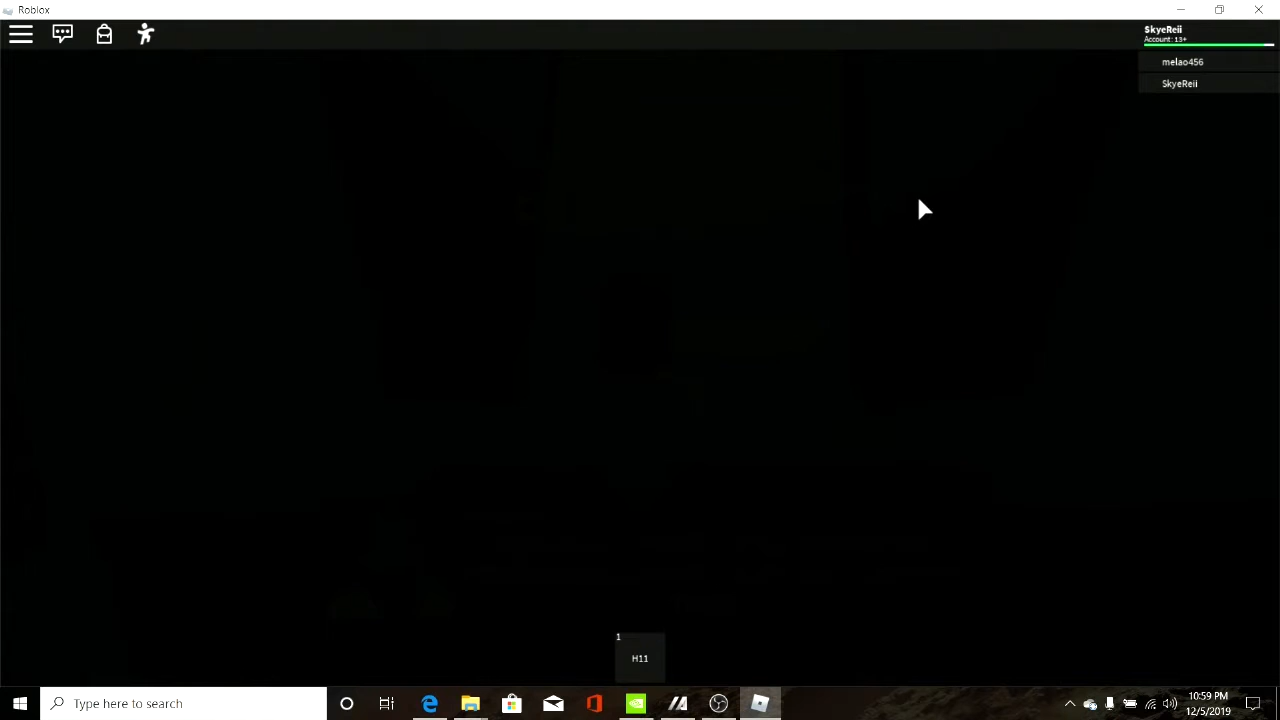 Roblox
SkyeReii
Account: 13+
melao456
SkyeReii
1
H11
Type here to search
10:59 PM
12/5/2019